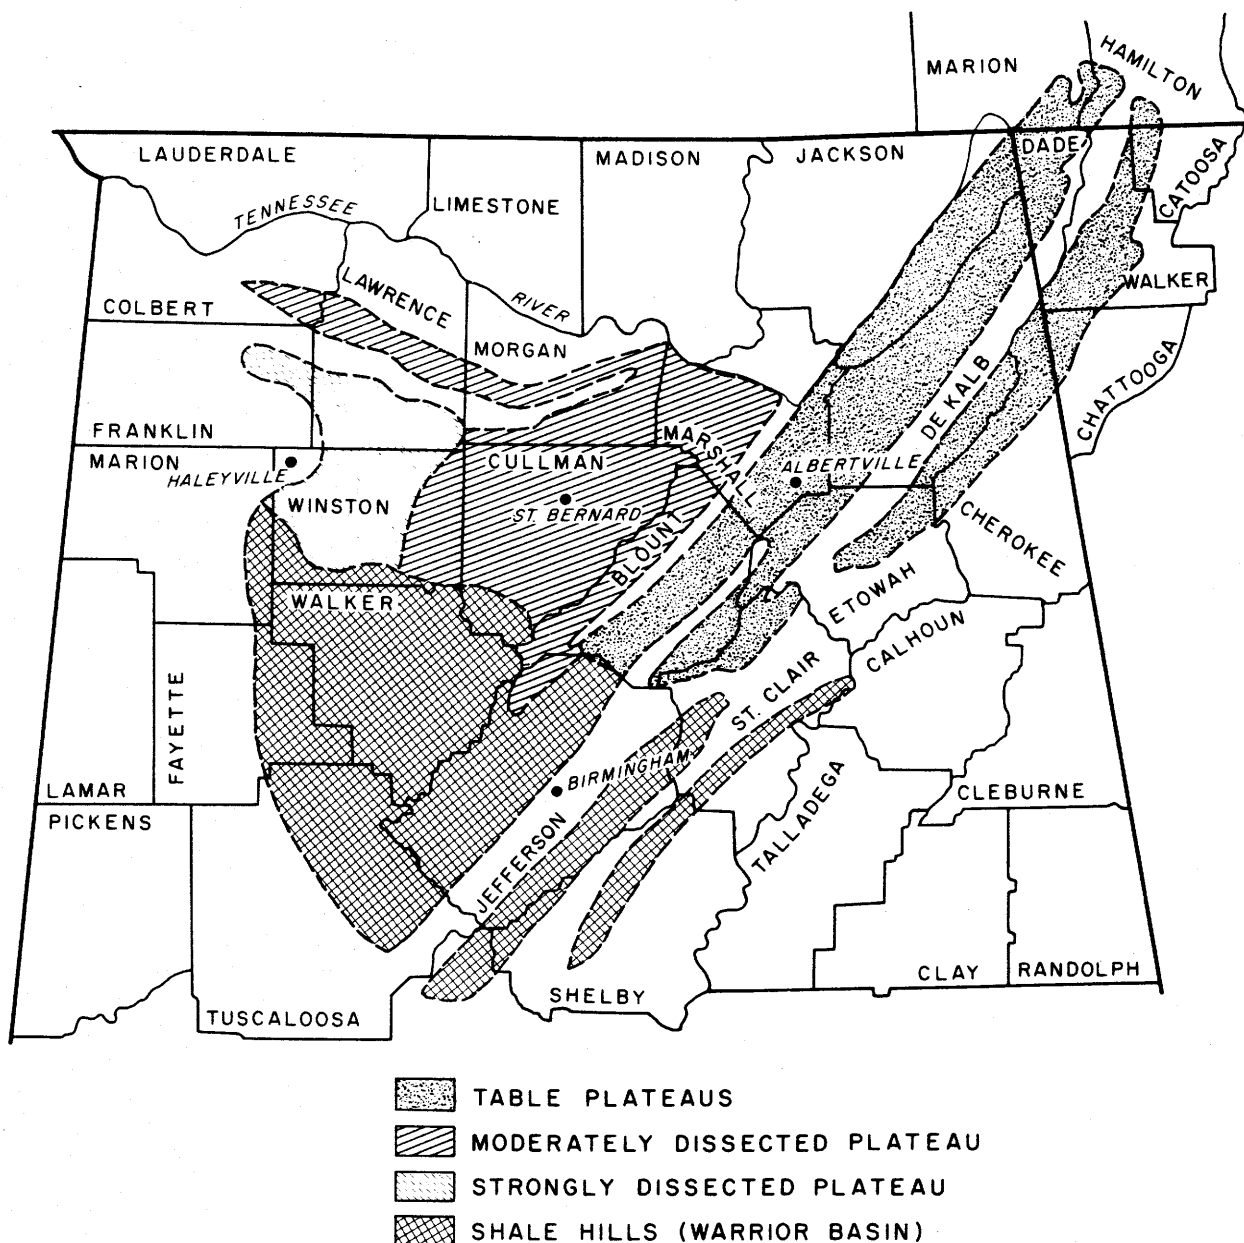 MARION
HAMILTON
LAUDERDALE
MADISON
JACKSON
DADE
CATOOSA
TENNESSEE
LIMESTONE
LAWRENCE
RIVER
WALKER
COLBERT
MORGAN
CHATTOOGA
DE KALB
FRANKLIN
MARSHALL
MARION
HALEYVILLE
CULLMAN
ALBERTVILLE
WINSTON
ST. BERNARD
BLOUNT
CHEROKEE
WALKER
ETOWAH
CALHOUN
FAYETTE
ST. CLAIR
BIRMINGHAM
LAMAR
CLEBURNE
PICKENS
TALLADEGA
JEFFERSON
CLAY
RANDOLPH
SHELBY
TUSCALOOSA
TABLE PLATEAUS
MODERATELY DISSECTED PLATEAU
STRONGLY DISSECTED PLATEAU
SHALE HILLS (WARRIOR BASIN)